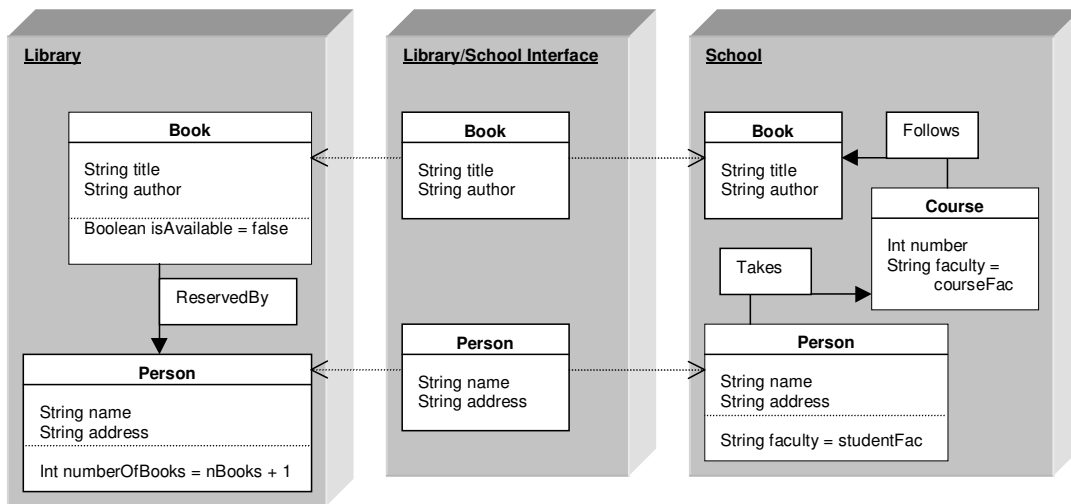 Library
Book
String title
String author
Boolean isAvailable = false
ReservedBy
Person
String name
String address
Int numberOfBooks = nBooks + 1
Library/School Interface
Book
String title
String author
Person
String name
String address
School
Book
String title
String author
Follows
Course
Int number
String faculty =
courseFac
Takes
Person
String name
String address
String faculty = studentFac